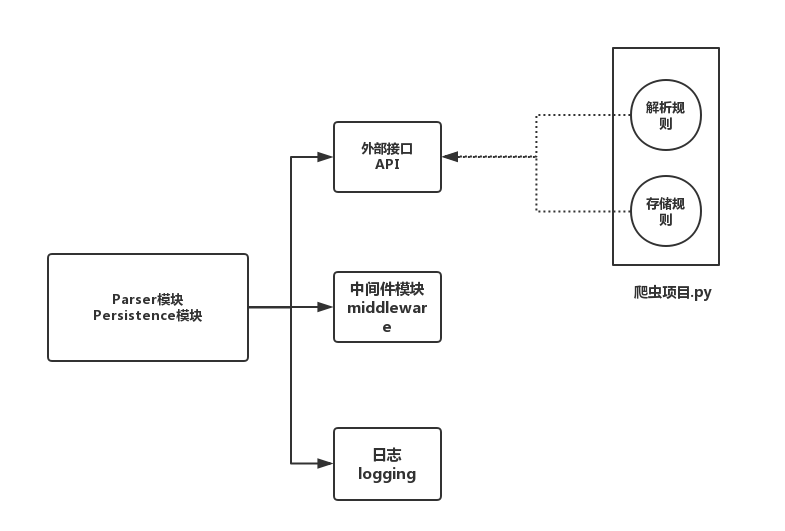 解析规
则
外部接口
API
存储规
则
Parser模块
Persistence模块
中间件模块
middlewar
e
爬虫项目.py
日志
logging